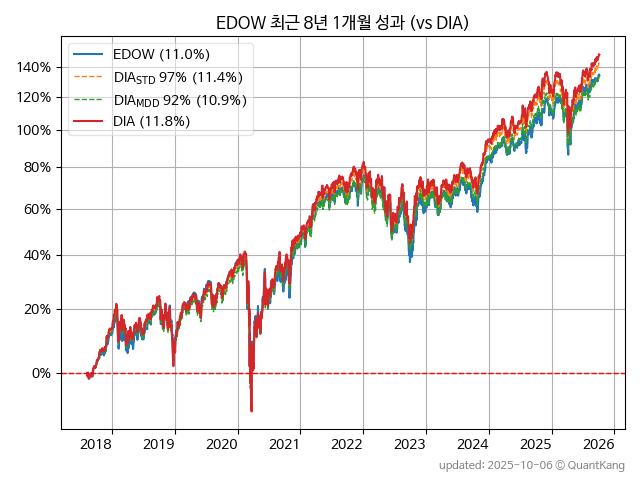 EDOW 최근 8년 1개월 성과 (vs DIA)
EDOW (11.0%)
DIA_STD 97% (11.4%)
DIA_MDD 92% (10.9%)
DIA (11.8%)
140%
120%
100%
80%
60%
40%
20%
0%
2018 2019 2020 2021 2022 2023 2024 2025 2026
updated: 2025-10-06 © QuantKang